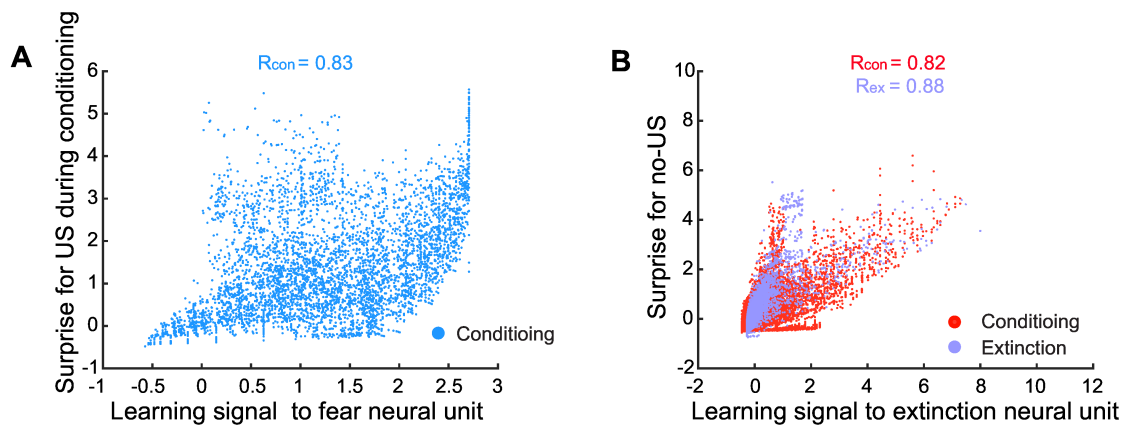 A
Rcon = 0.83
Surprise for US during conditioning
6
5
4
3
2
1
0
-1
-1
-0.5
0
0.5
1
1.5
2
2.5
3
Conditioing
Learning signal to fear neural unit
B
Rcon = 0.82
Rex = 0.88
Surprise for no-US
10
8
6
4
2
0
-2
-2
0
2
4
6
8
10
12
Conditioing
Extinction
Learning signal to extinction neural unit